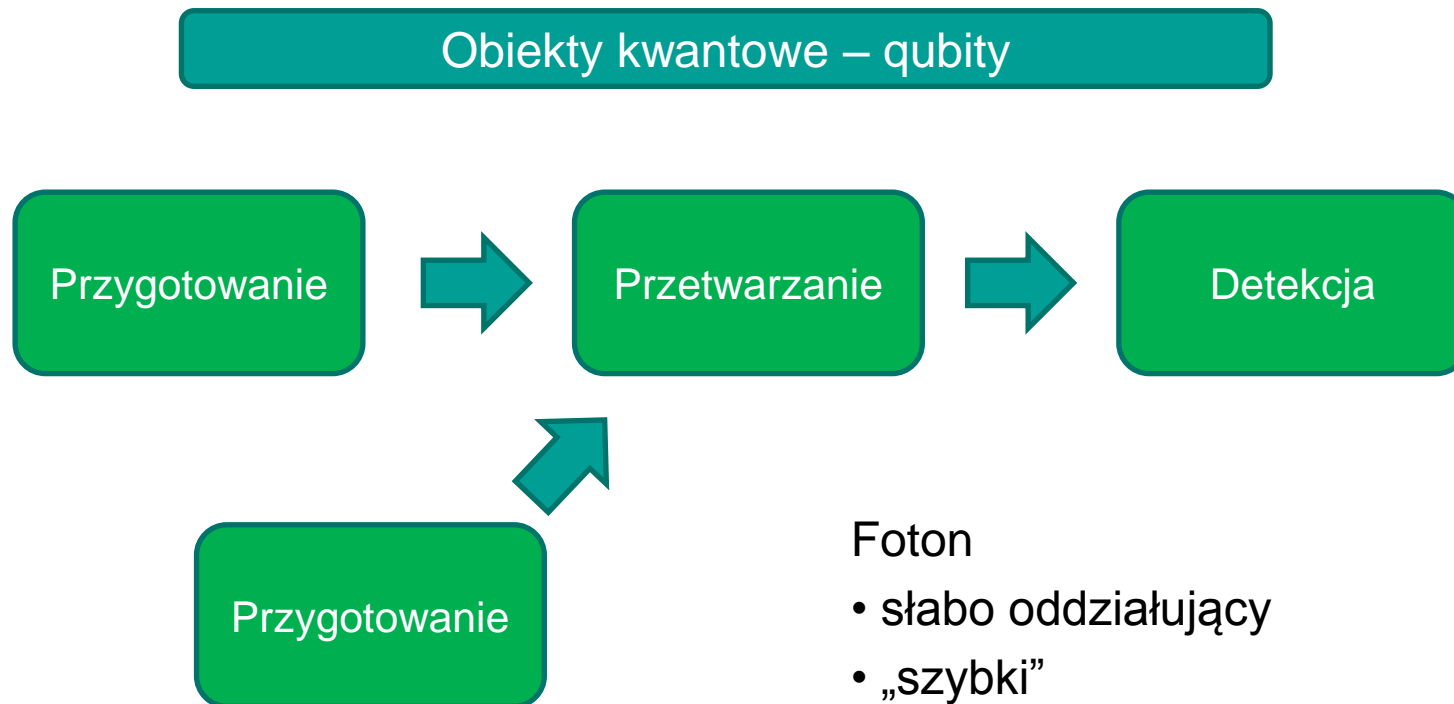 Obiekty kwantowe – qubity
Przygotowanie
Przetwarzanie
Detekcja
Przygotowanie
Foton
• słabo oddziałujący
• „szybki”